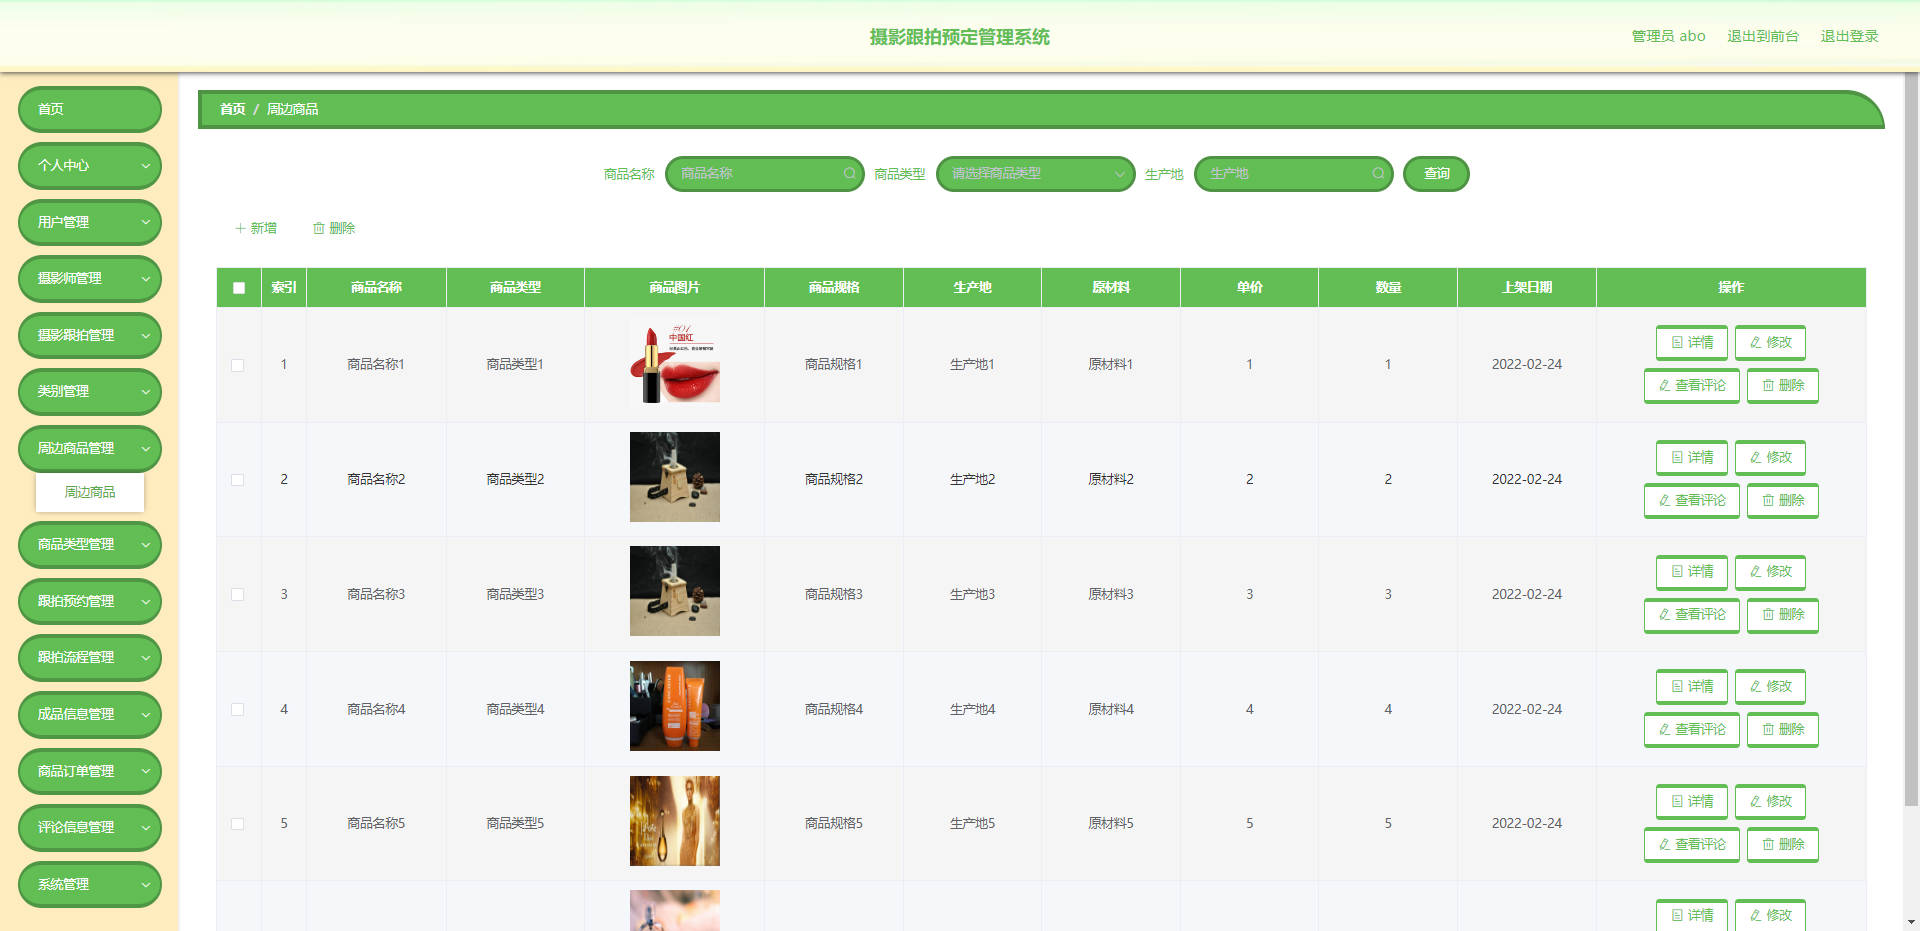 摄影跟拍预定管理系统
管理员 abo 退出到前台 退出登录
首页
个人中心
用户管理
摄影师管理
摄影跟拍管理
类别管理
周边商品管理
周边商品
商品类型管理
跟拍预约管理
跟拍流程管理
成品信息管理
商品订单管理
评论信息管理
系统管理
首页 / 周边商品
商品名称 商品名称 商品类型 请选择商品类型 生产地 生产地 查询
新增 删除
索引 商品名称 商品类型 商品图片 商品规格 生产地 原材料 单价 数量 上架日期 操作
#01
中国红
1 商品名称1 商品类型1 商品规格1 生产地1 原材料1 1 1 2022-02-24
详情 修改
查看评论 删除
2 商品名称2 商品类型2 商品规格2 生产地2 原材料2 2 2 2022-02-24
详情 修改
查看评论 删除
3 商品名称3 商品类型3 商品规格3 生产地3 原材料3 3 3 2022-02-24
详情 修改
查看评论 删除
4 商品名称4 商品类型4 商品规格4 生产地4 原材料4 4 4 2022-02-24
详情 修改
查看评论 删除
5 商品名称5 商品类型5 商品规格5 生产地5 原材料5 5 5 2022-02-24
详情 修改
查看评论 删除
详情 修改